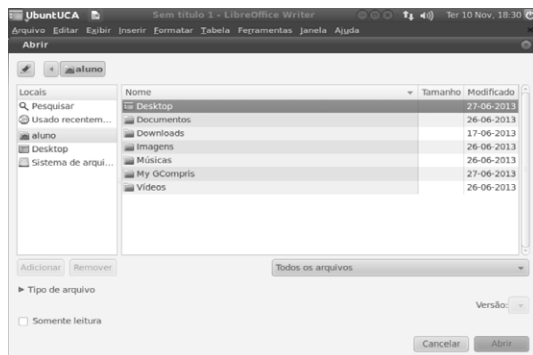 UbuntUCA Sem título 1 - LibreOffice Writer Ter 10 Nov, 18:30
Arquivo Editar Exibir Inserir Formatar Tabela Ferramentas Janela Ajuda
Abrir
aluno
Locais Nome Tamanho Modificado
Pesquisar Desktop 27-06-2013
Usado recentem... Documentos 26-06-2013
aluno Downloads 17-06-2013
Desktop Imagens 26-06-2013
Sistema de arqui... Músicas 26-06-2013
My GCompris 27-06-2013
Vídeos 26-06-2013
Adicionar Remover Todos os arquivos
Tipo de arquivo
Versão:
Somente leitura
Cancelar Abrir